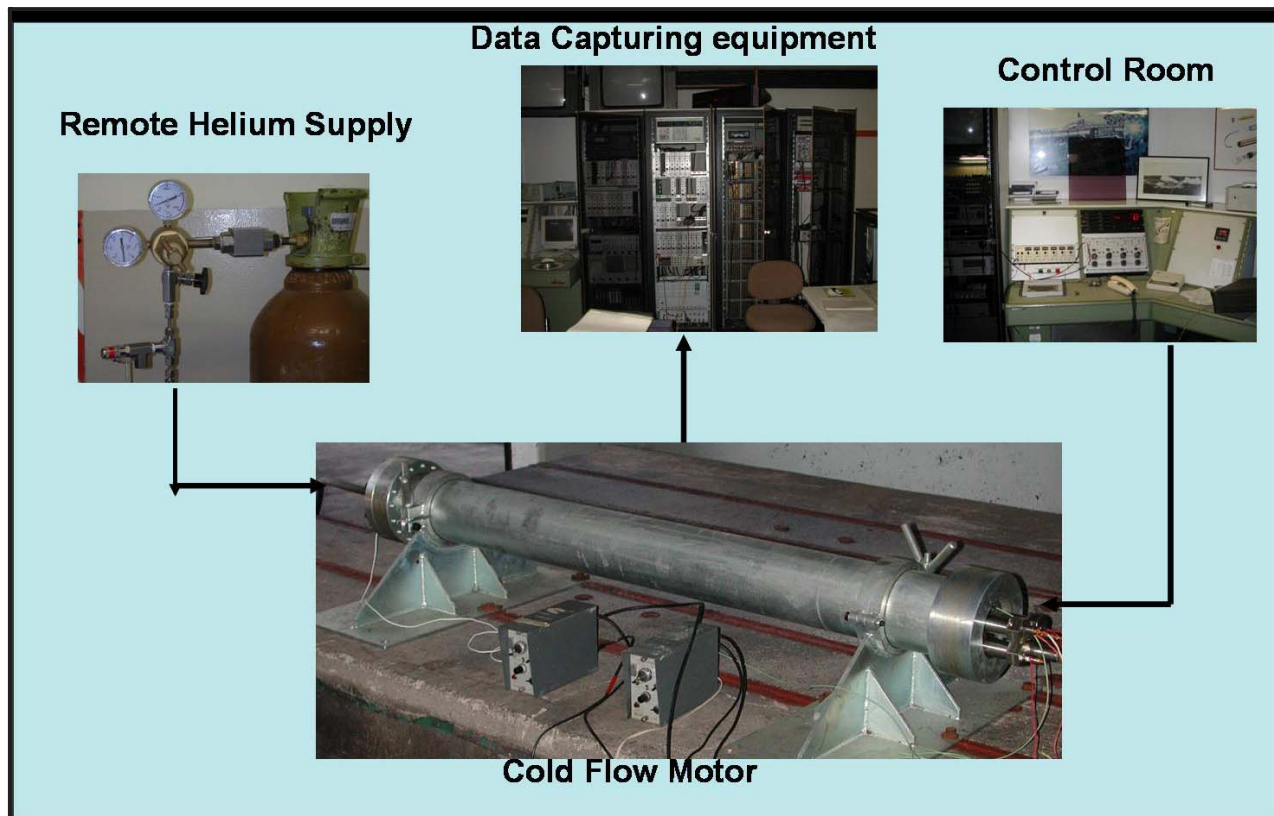 Data Capturing equipment
Control Room
Remote Helium Supply
Cold Flow Motor